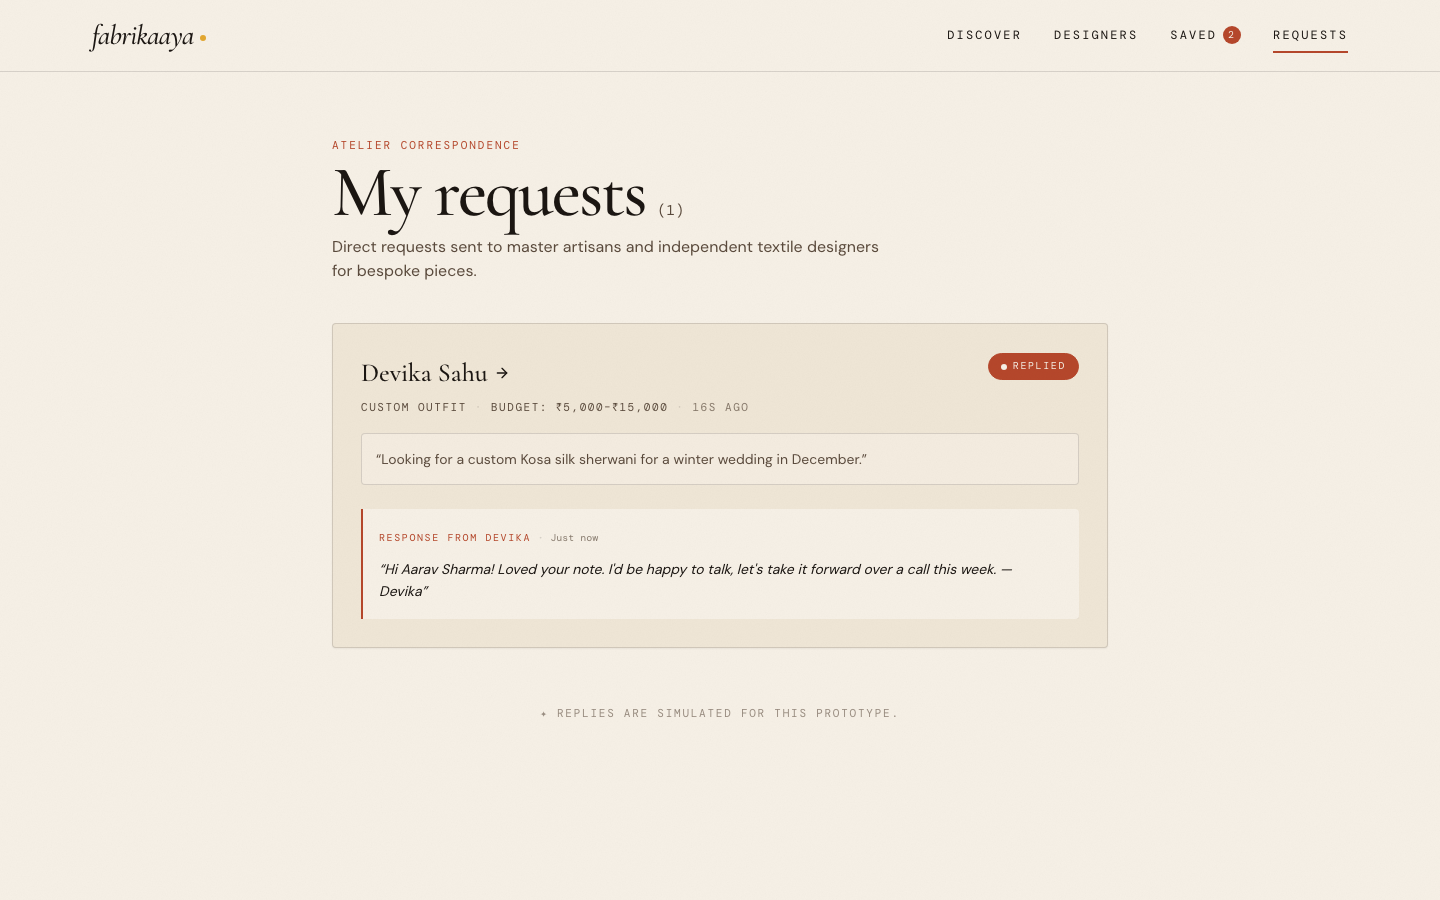 fabrikaaya
DISCOVER DESIGNERS SAVED 2 REQUESTS
ATELIER CORRESPONDENCE
My requests (1)
Direct requests sent to master artisans and independent textile designers
for bespoke pieces.
Devika Sahu →
REPLIED
CUSTOM OUTFIT · BUDGET: ₹5,000–₹15,000 · 16S AGO
“Looking for a custom Kosa silk sherwani for a winter wedding in December.”
RESPONSE FROM DEVIKA · Just now
“Hi Aarav Sharma! Loved your note. I'd be happy to talk, let's take it forward over a call this week. —
Devika”
✦ REPLIES ARE SIMULATED FOR THIS PROTOTYPE.